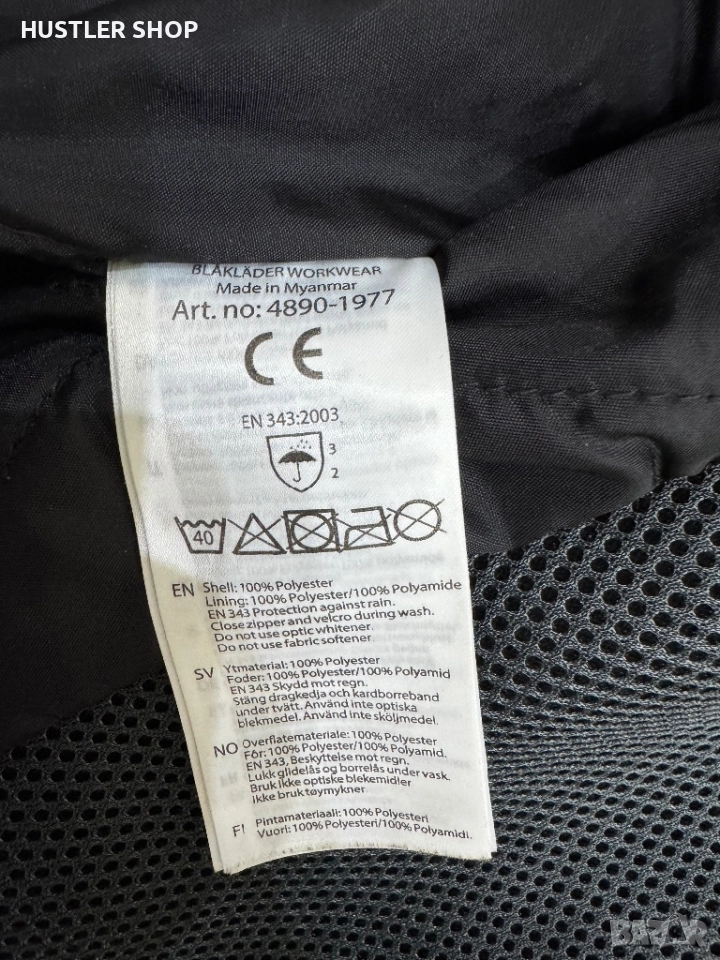 HUSTLER SHOP
BLÅKLÄDER WORKWEAR
Made in Myanmar
Art. no: 4890-1977
CE
EN 343:2003
3
2
40
EN Shell: 100% Polyester
Lining: 100% Polyester/100% Polyamide
EN 343 Protection against rain.
Close zipper and velcro during wash.
Do not use optic whitener.
Do not use fabric softener.
SV Ytmaterial: 100% Polyester
Foder: 100% Polyester/100% Polyamid
EN 343 Skydd mot regn.
Stäng dragkedja och kardborreband
under tvätt. Använd inte optiska
blekmedel. Använd inte sköljmedel.
NO Overflatemateriale: 100% Polyester
Fôr: 100% Polyester/100% Polyamid.
EN 343, Beskyttelse mot regn.
Lukk glidelås og borrelås under vask.
Bruk ikke optiske blekemidler
ikke bruk tøymykner
FI Pintamateriaali: 100% Polyesteri
Vuori: 100% Polyesteri/100% Polyamidi.
BAZAR